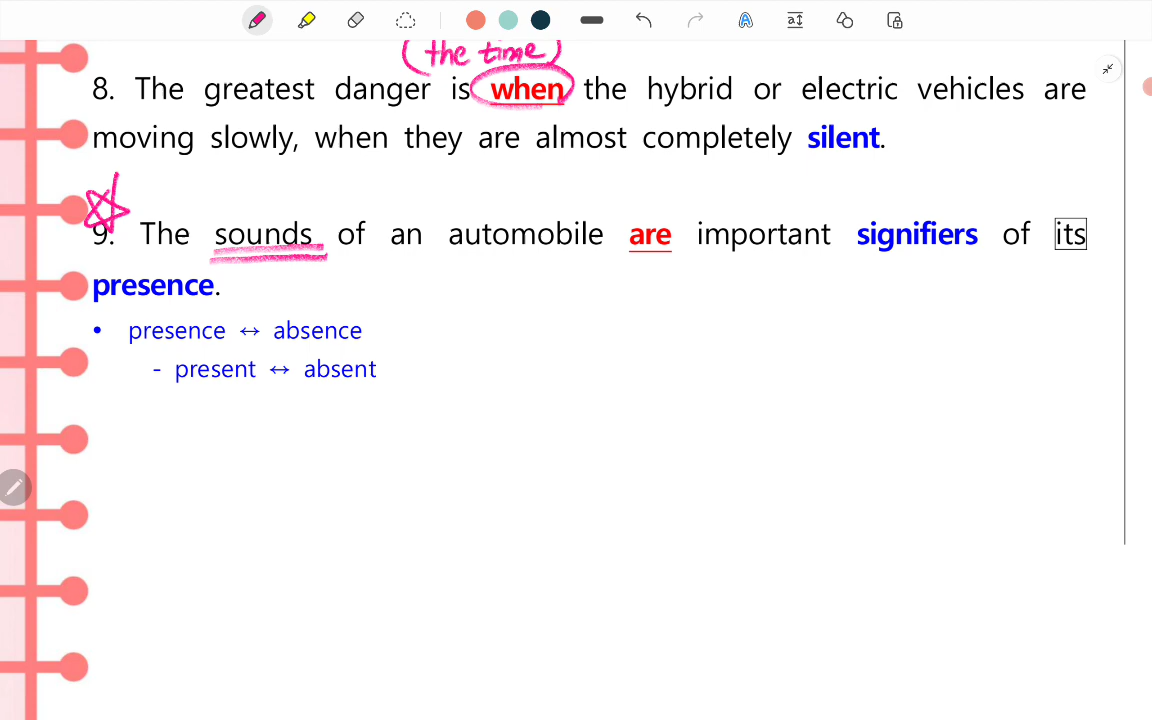 (the time)
8. The greatest danger is when the hybrid or electric vehicles are
moving slowly, when they are almost completely silent.
9. The sounds of an automobile are important signifiers of its
presence.
• presence ↔ absence
- present ↔ absent